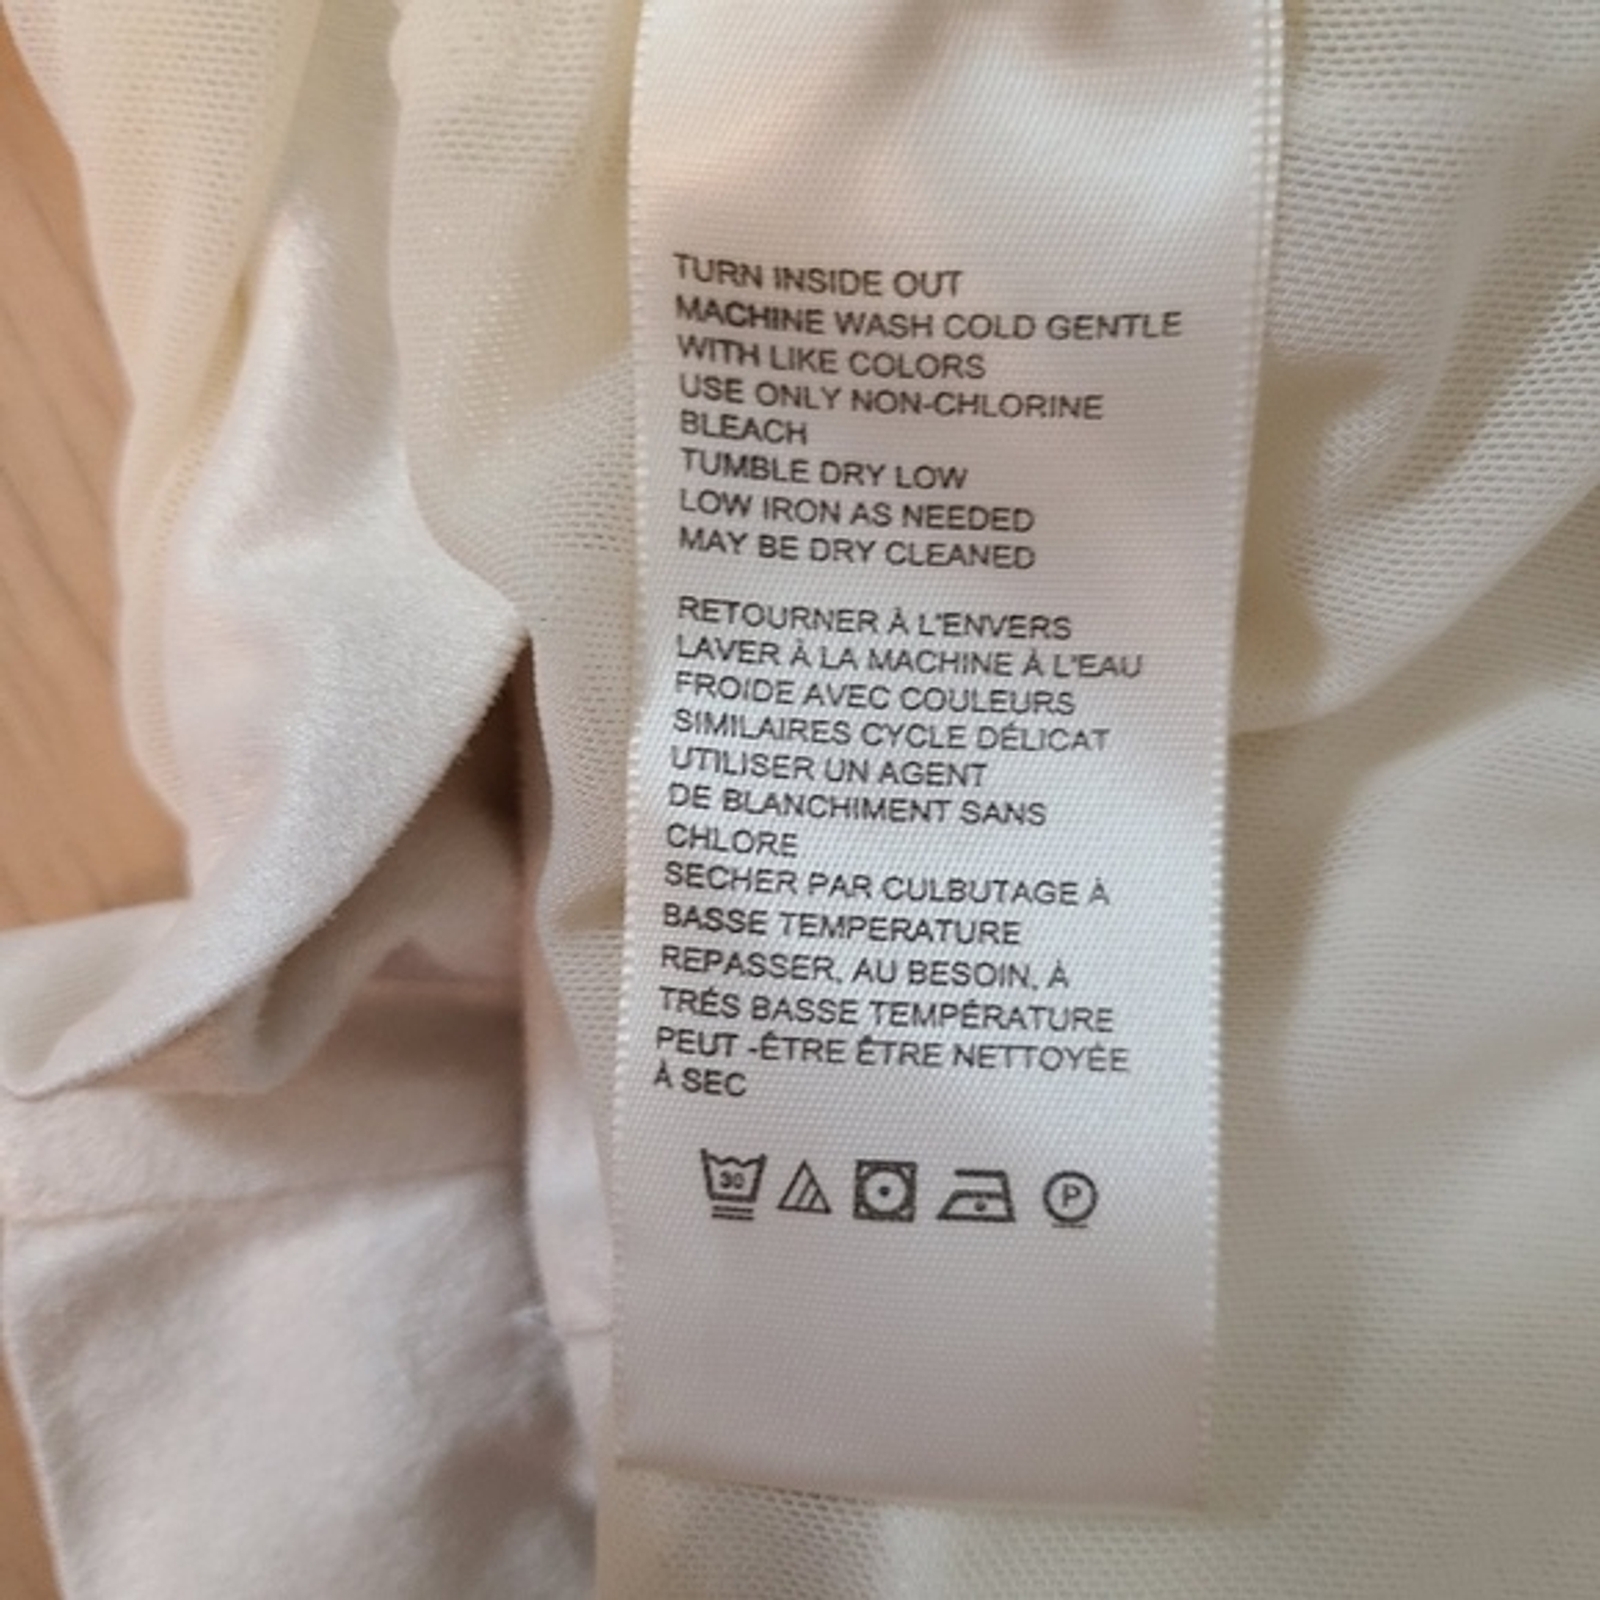 TURN INSIDE OUT
MACHINE WASH COLD GENTLE
WITH LIKE COLORS
USE ONLY NON-CHLORINE
BLEACH
TUMBLE DRY LOW
LOW IRON AS NEEDED
MAY BE DRY CLEANED
RETOURNER À L'ENVERS
LAVER À LA MACHINE À L'EAU
FROIDE AVEC COULEURS
SIMILAIRES CYCLE DÉLICAT
UTILISER UN AGENT
DE BLANCHIMENT SANS
CHLORE
SECHER PAR CULBUTAGE À
BASSE TEMPERATURE
REPASSER, AU BESOIN, À
TRÉS BASSE TEMPÉRATURE
PEUT -ÊTRE ÊTRE NETTOYÉE
À SEC
30 P